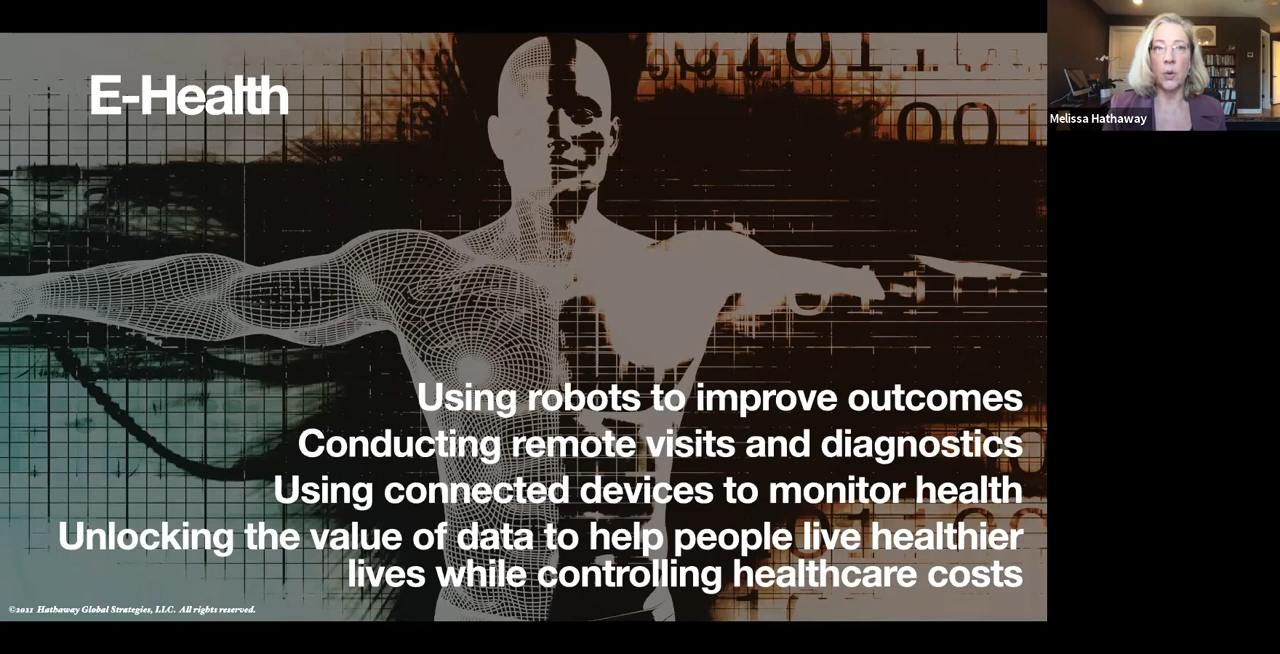 E-Health
Using robots to improve outcomes
Conducting remote visits and diagnostics
Using connected devices to monitor health
Unlocking the value of data to help people live healthier
lives while controlling healthcare costs
©2021 Hathaway Global Strategies, LLC. All rights reserved.
Melissa Hathaway